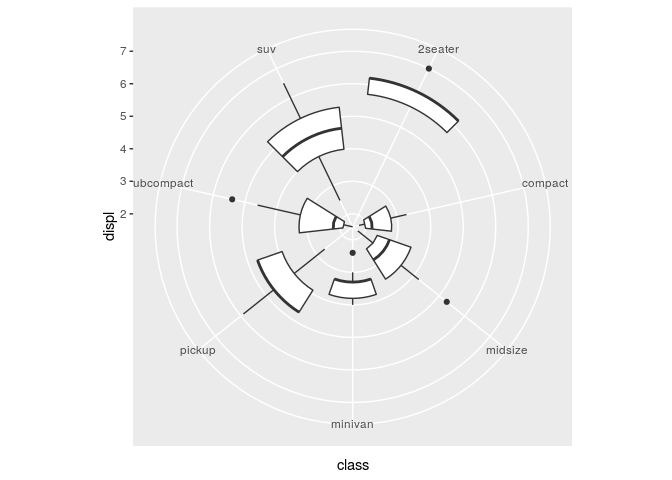 suv
2seater
7
6
5
4
3
2
ubcompact
compact
displ
pickup
midsize
minivan
class